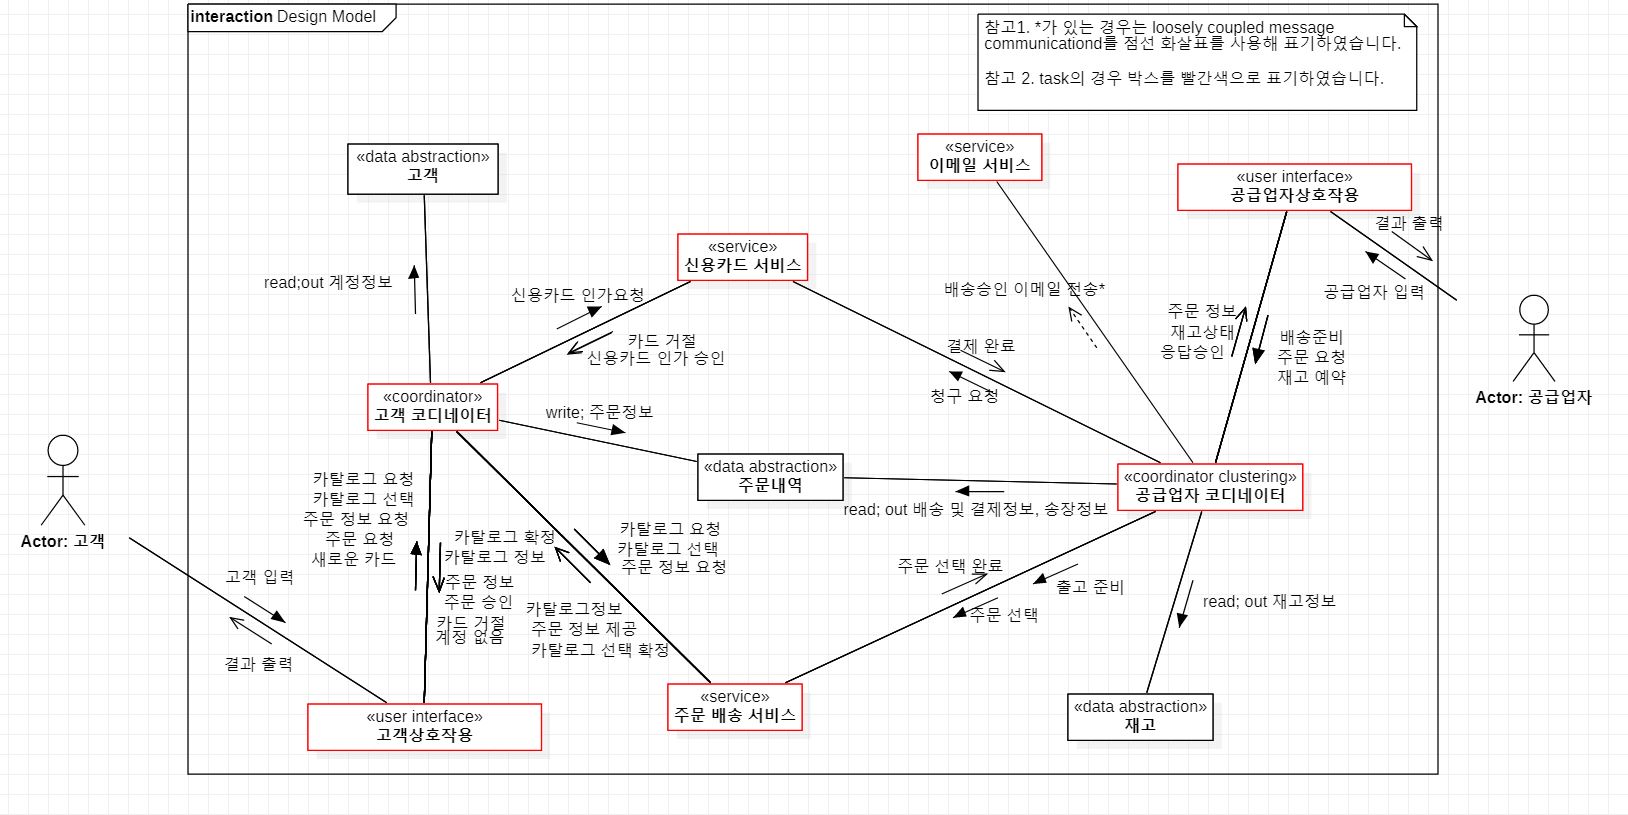 interaction Design Model
참고1. *가 있는 경우는 loosely coupled message
communicationd를 점선 화살표를 사용해 표기하였습니다.
참고 2. task의 경우 박스를 빨간색으로 표기하였습니다.
«data abstraction»
고객
«service»
이메일 서비스
«user interface»
공급업자상호작용
결과 출력
공급업자 입력
«service»
신용카드 서비스
read;out 계정정보
신용카드 인가요청
카드 거절
신용카드 인가 승인
배송승인 이메일 전송*
주문 정보
재고상태
응답승인
배송준비
주문 요청
재고 예약
결제 완료
청구 요청
Actor: 공급업자
«coordinator»
고객 코디네이터
write; 주문정보
«data abstraction»
주문내역
«coordinator clustering»
공급업자 코디네이터
read; out 배송 및 결제정보, 송장정보
카탈로그 요청
카탈로그 선택
주문 정보 요청
주문 요청
새로운 카드
카탈로그 확정
카탈로그 정보
주문 정보
주문 승인
카드 거절
계정 없음
카탈로그 요청
카탈로그 선택
주문 정보 요청
카탈로그정보
주문 정보 제공
카탈로그 선택 확정
주문 선택 완료
출고 준비
주문 선택
read; out 재고정보
Actor: 고객
고객 입력
결과 출력
«user interface»
고객상호작용
«service»
주문 배송 서비스
«data abstraction»
재고